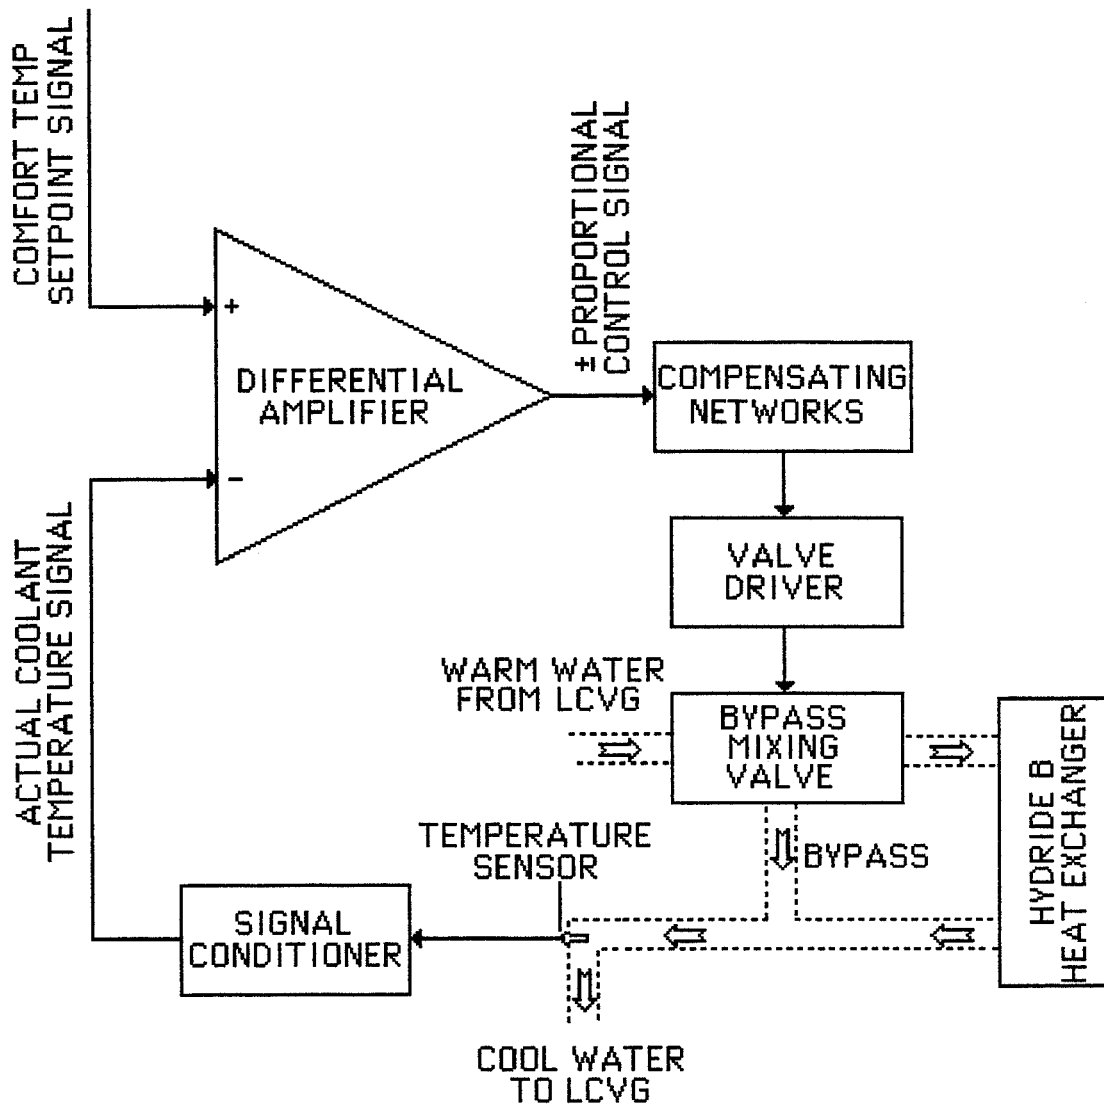 COMFORT TEMP
SETPOINT SIGNAL
± PROPORTIONAL
CONTROL SIGNAL
+
DIFFERENTIAL
AMPLIFIER
-
COMPENSATING
NETWORKS
VALVE
DRIVER
ACTUAL COOLANT
TEMPERATURE SIGNAL
WARM WATER
FROM LCVG
BYPASS
MIXING
VALVE
HYDRIDE B
HEAT EXCHANGER
TEMPERATURE
SENSOR
BYPASS
SIGNAL
CONDITIONER
COOL WATER
TO LCVG